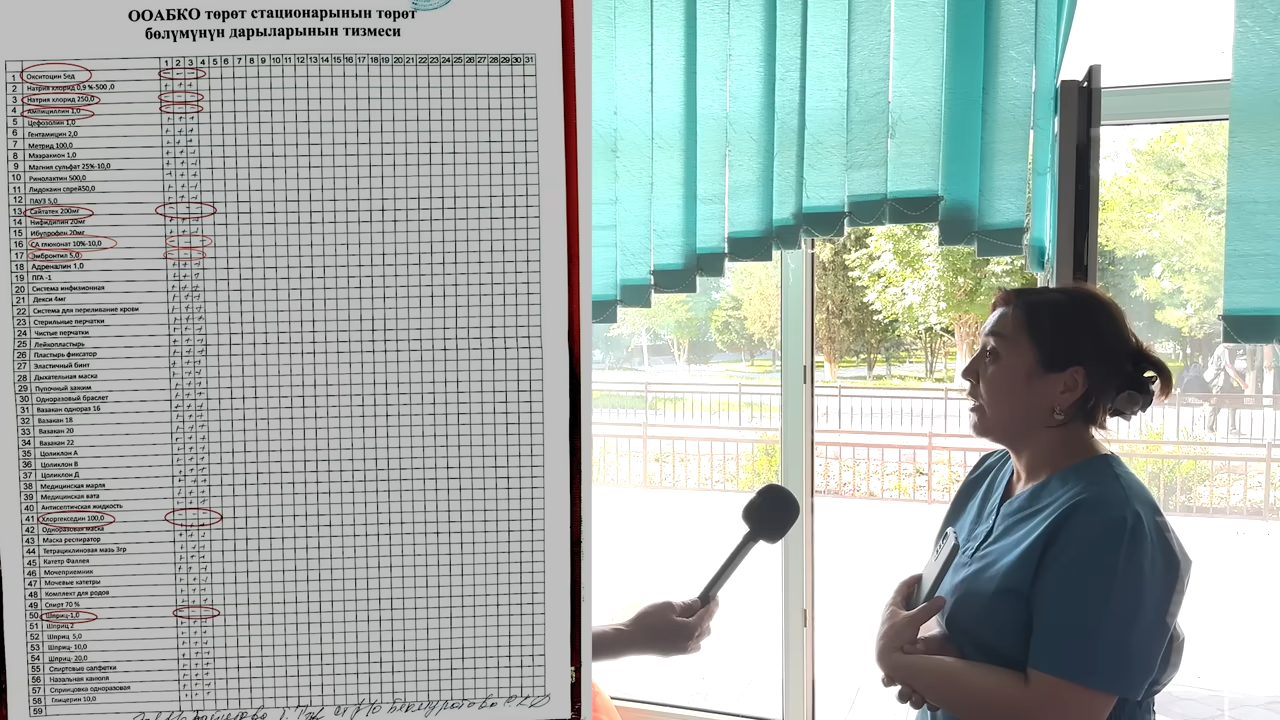 ООАБКО төрөт стационарынын төрөт
бөлүмүнүн дарыларынын тизмеси
1 2 3 4 5 6 7 8 9 10 11 12 13 14 15 16 17 18 19 20 21 22 23 24 25 26 27 28 29 30 31
1 Окситоцин 5ед - - -
2 Натрия хлорид 0,9 %-500 ,0
3 Натрия хлорид 250,0
4 Ампициллин 1,0
5 Цефозолин 1,0
6 Гентамицин 2,0
7 Метрид 100,0
8 Мазракион 1,0
9 Магния сульфат 25%-10,0
10 Ринолактин 500,0
11 Лидокаин спрей50,0
12 ПАУЗ 5,0
13 Сайтатек 200мг
14 Нифидипин 20мг
15 Ибупрофен 20мг
16 СА глюконат 10%-10,0
17 Эмбронтил 5,0
18 Адреналин 1,0
19 ПГА -1
20 Система инфизионная
21 Декси 4мг
22 Система для переливание крови
23 Стерильные перчатки
24 Чистые перчатки
25 Лейкопластырь
26 Пластырь фиксатор
27 Эластичный бинт
28 Дыхательная маска
29 Пупочный зажим
30 Одноразовый браслет
31 Вазакан однораз 16
32 Вазакан 18
33 Вазакан 20
34 Вазакан 22
35 Цоликлон А
36 Цоликлон В
37 Цоликлон Д
38 Медицинская марля
39 Медицинская вата
40 Антисептичская жидкость
41 Хлоргекседин 100,0
42 Одноразовая маска
43 Маска респиратор
44 Тетрациклиновая мазь 3гр
45 Катетр Фаллея
46 Мочеприемник
47 Мочевые катетры
48 Комплект для родов
49 Спирт 70 %
50 Шприц-1,0
51 Шприц 2
52 Шприц 5,0
53 Шприц- 10,0
54 Шприц- 20,0
55 Спиртовые салфетки
56 Назальная канюля
57 Спринцовка одноразовая
58 Глицерин 10,0
59